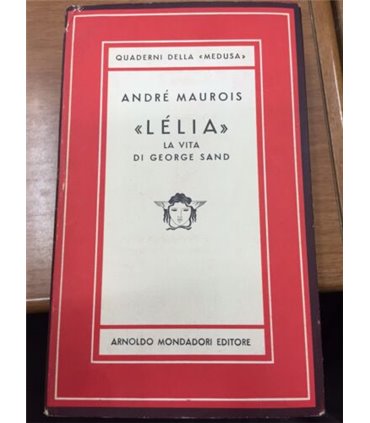 QUADERNI DELLA «MEDUSA»
ANDRÉ MAUROIS
«LÉLIA»
LA VITA
DI GEORGE SAND
ARNOLDO MONDADORI EDITORE